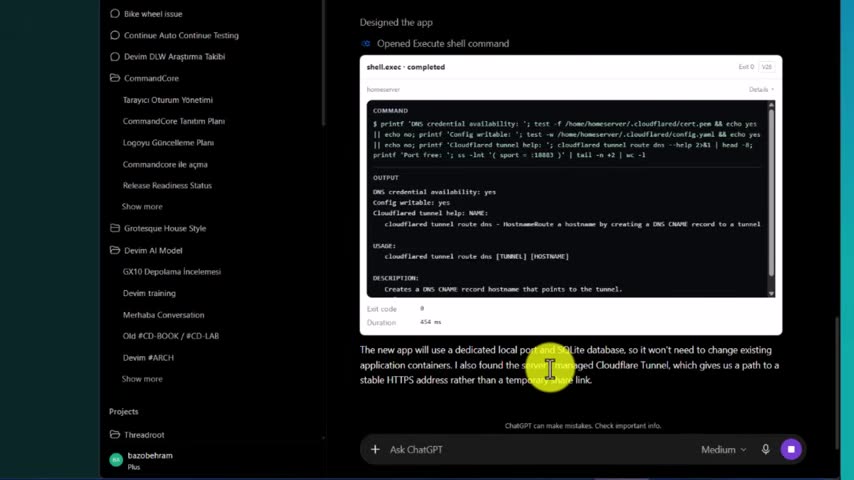 Bike wheel issue
Continue Auto Continue Testing
Devim DLW Araştırma Takibi
CommandCore
Tarayıcı Oturum Yönetimi
CommandCore Tanıtım Planı
Logoyu Güncelleme Planı
Commandcore ile açma
Release Readiness Status
Show more
Grotesque House Style
Devim AI Model
GX10 Depolama İncelemesi
Devim training
Merhaba Conversation
Old #CD-BOOK / #CD-LAB
Devim #ARCH
Show more
Projects
Threadroot
bazobehram
Plus
Designed the app
Opened Execute shell command
shell.exec · completed
Exit 0
V28
homeserver
Details
COMMAND
$ printf 'DNS credential availability: '; test -f /home/homeserver/.cloudflared/cert.pem && echo yes
|| echo no; printf 'Config writable: '; test -w /home/homeserver/.cloudflared/config.yaml && echo yes
|| echo no; printf 'Cloudflared tunnel help: '; cloudflared tunnel route dns --help 2>&1 | head -8;
printf 'Port free: '; ss -lnt '( sport = :18083 )' | tail -n +2 | wc -l
OUTPUT
DNS credential availability: yes
Config writable: yes
Cloudflared tunnel help: NAME:
cloudflared tunnel route dns - HostnameRoute a hostname by creating a DNS CNAME record to a tunnel
USAGE:
cloudflared tunnel route dns [TUNNEL] [HOSTNAME]
DESCRIPTION:
Creates a DNS CNAME record hostname that points to the tunnel.
Exit code 0
Duration 454 ms
The new app will use a dedicated local port and SQLite database, so it won't need to change existing
application containers. I also found the server-managed Cloudflare Tunnel, which gives us a path to a
stable HTTPS address rather than a temporary share link.
ChatGPT can make mistakes. Check important info.
Ask ChatGPT
Medium